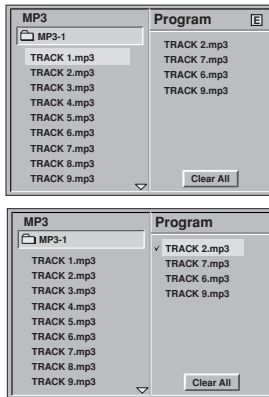 MP3
MP3-1
TRACK 1.mp3
TRACK 2.mp3
TRACK 3.mp3
TRACK 4.mp3
TRACK 5.mp3
TRACK 6.mp3
TRACK 7.mp3
TRACK 8.mp3
TRACK 9.mp3
Program E
TRACK 2.mp3
TRACK 7.mp3
TRACK 6.mp3
TRACK 9.mp3
Clear All
MP3
MP3-1
TRACK 1.mp3
TRACK 2.mp3
TRACK 3.mp3
TRACK 4.mp3
TRACK 5.mp3
TRACK 6.mp3
TRACK 7.mp3
TRACK 8.mp3
TRACK 9.mp3
Program
TRACK 2.mp3
TRACK 7.mp3
TRACK 6.mp3
TRACK 9.mp3
Clear All